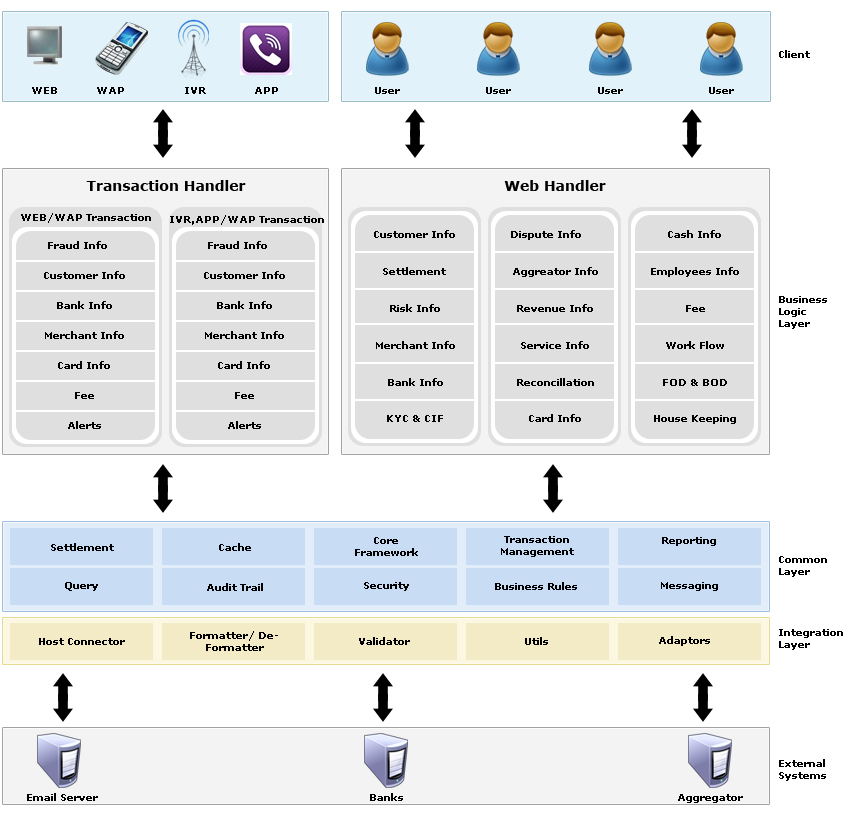 WEB
WAP
IVR
APP
User
User
User
User
Client
Transaction Handler
WEB/WAP Transaction
Fraud Info
Customer Info
Bank Info
Merchant Info
Card Info
Fee
Alerts
IVR,APP/WAP Transaction
Fraud Info
Customer Info
Bank Info
Merchant Info
Card Info
Fee
Alerts
Web Handler
Customer Info
Settlement
Risk Info
Merchant Info
Bank Info
KYC & CIF
Dispute Info
Aggreator Info
Revenue Info
Service Info
Reconcillation
Card Info
Cash Info
Employees Info
Fee
Work Flow
FOD & BOD
House Keeping
Business
Logic
Layer
Settlement
Cache
Core
Framework
Transaction
Management
Reporting
Query
Audit Trail
Security
Business Rules
Messaging
Common
Layer
Host Connector
Formatter/ De-
Formatter
Validator
Utils
Adaptors
Integration
Layer
Email Server
Banks
Aggregator
External
Systems